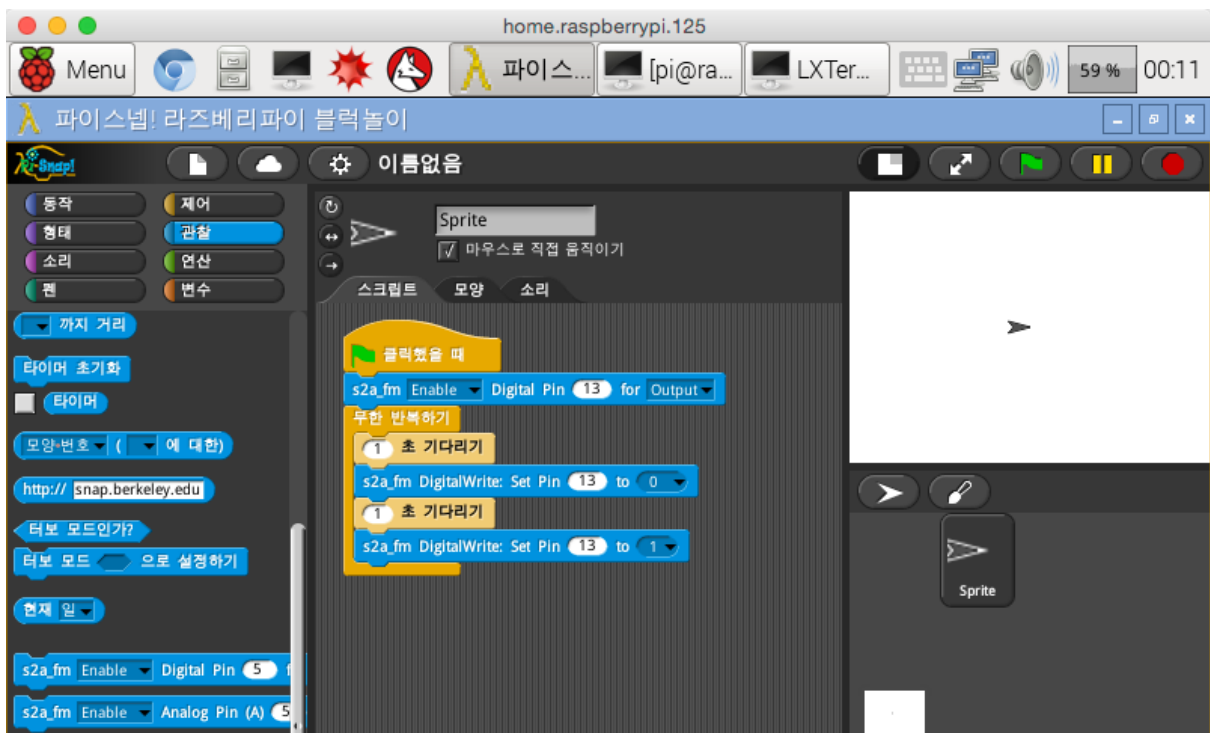 home.raspberrypi.125
Menu 파이스... [pi@ra... LXTer... 59 % 00:11
파이스넵! 라즈베리파이 블럭놀이
Pi-Snap! 이름없음
동작 제어
형태 관찰
소리 연산
펜 변수
Sprite
마우스로 직접 움직이기
스크립트 모양 소리
까지 거리
타이머 초기화
타이머
모양번호 ( 에 대한)
http:// snap.berkeley.edu
터보 모드인가?
터보 모드 으로 설정하기
현재 일
s2a_fm Enable Digital Pin 5 f
s2a_fm Enable Analog Pin (A) 5
클릭했을 때
s2a_fm Enable Digital Pin 13 for Output
무한 반복하기
1 초 기다리기
s2a_fm DigitalWrite: Set Pin 13 to 0
1 초 기다리기
s2a_fm DigitalWrite: Set Pin 13 to 1
Sprite